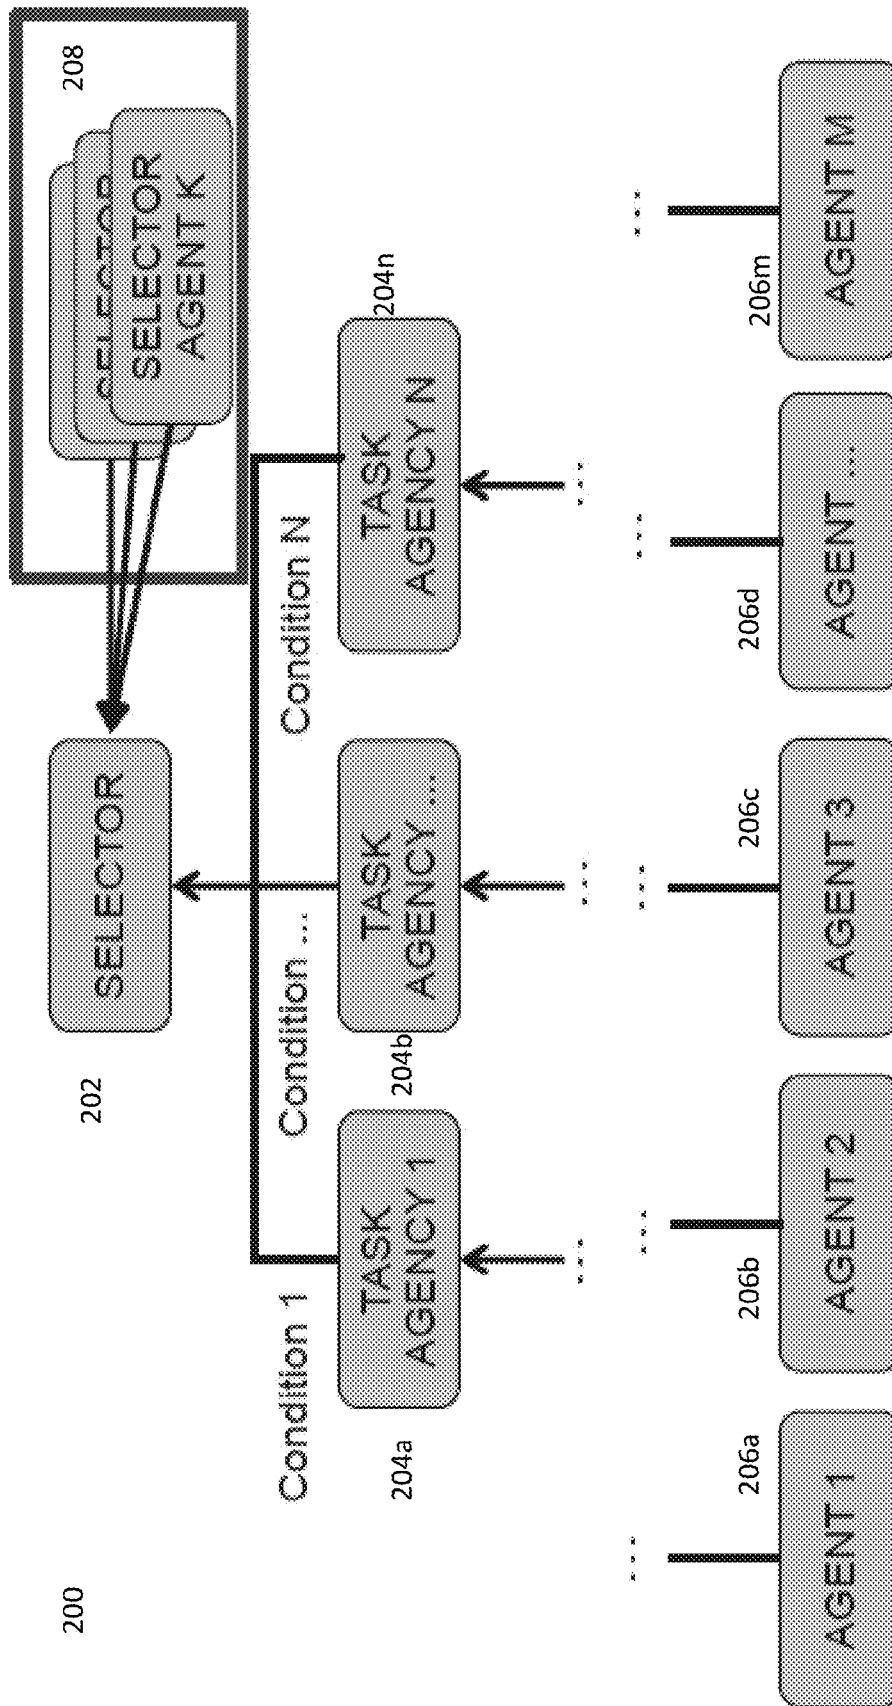 200
202
SELECTOR
208
SELECTOR
SELECTOR
AGENT K
Condition 1
Condition ...
Condition N
204a
TASK
AGENCY 1
204b
TASK
AGENCY ...
204n
TASK
AGENCY N
...
...
...
...
...
...
...
...
206a
AGENT 1
206b
AGENT 2
206c
AGENT 3
206d
AGENT ...
206m
AGENT M